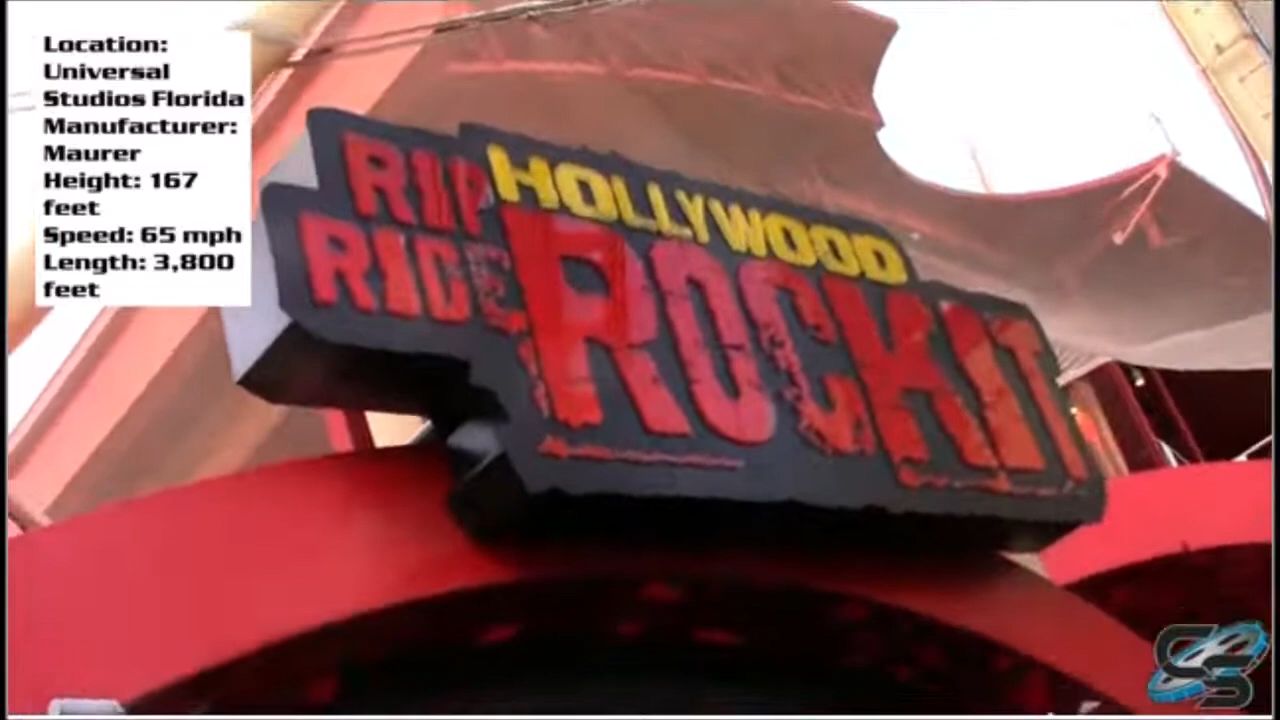 Location:
Universal
Studios Florida
Manufacturer:
Maurer
Height: 167
feet
Speed: 65 mph
Length: 3,800
feet
HOLLYWOOD
RIP
RIDE
ROCKIT
CS